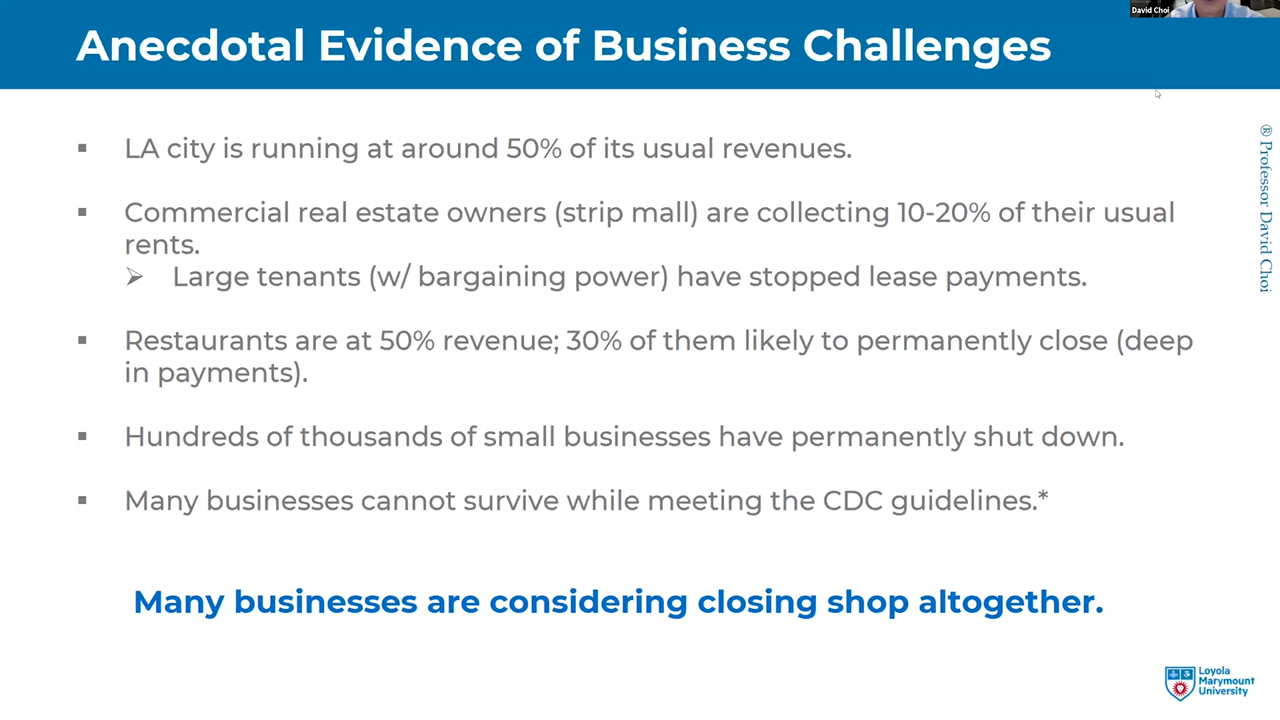 David Choi
Anecdotal Evidence of Business Challenges
▪ LA city is running at around 50% of its usual revenues.
▪ Commercial real estate owners (strip mall) are collecting 10-20% of their usual
rents.
➢ Large tenants (w/ bargaining power) have stopped lease payments.
▪ Restaurants are at 50% revenue; 30% of them likely to permanently close (deep
in payments).
▪ Hundreds of thousands of small businesses have permanently shut down.
▪ Many businesses cannot survive while meeting the CDC guidelines.*
Many businesses are considering closing shop altogether.
® Professor David Choi
Loyola
Marymount
University